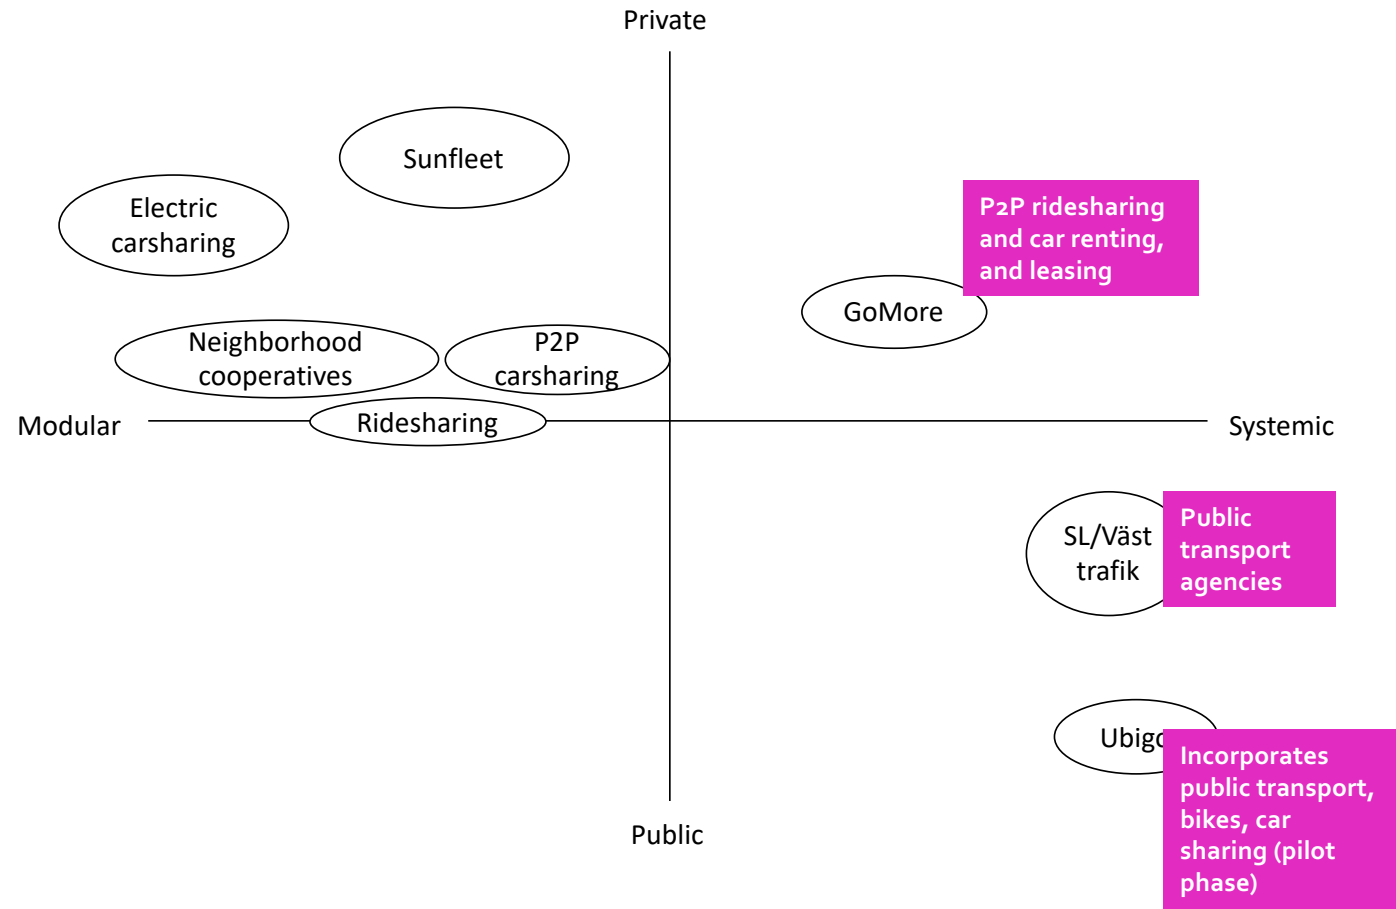 Private
Sunfleet
Electric
carsharing
P2P ridesharing
and car renting,
and leasing
GoMore
Neighborhood
cooperatives
P2P
carsharing
Modular
Ridesharing
Systemic
SL/Väst
trafik
Public
transport
agencies
Ubigo
Incorporates
public transport,
bikes, car
sharing (pilot
phase)
Public